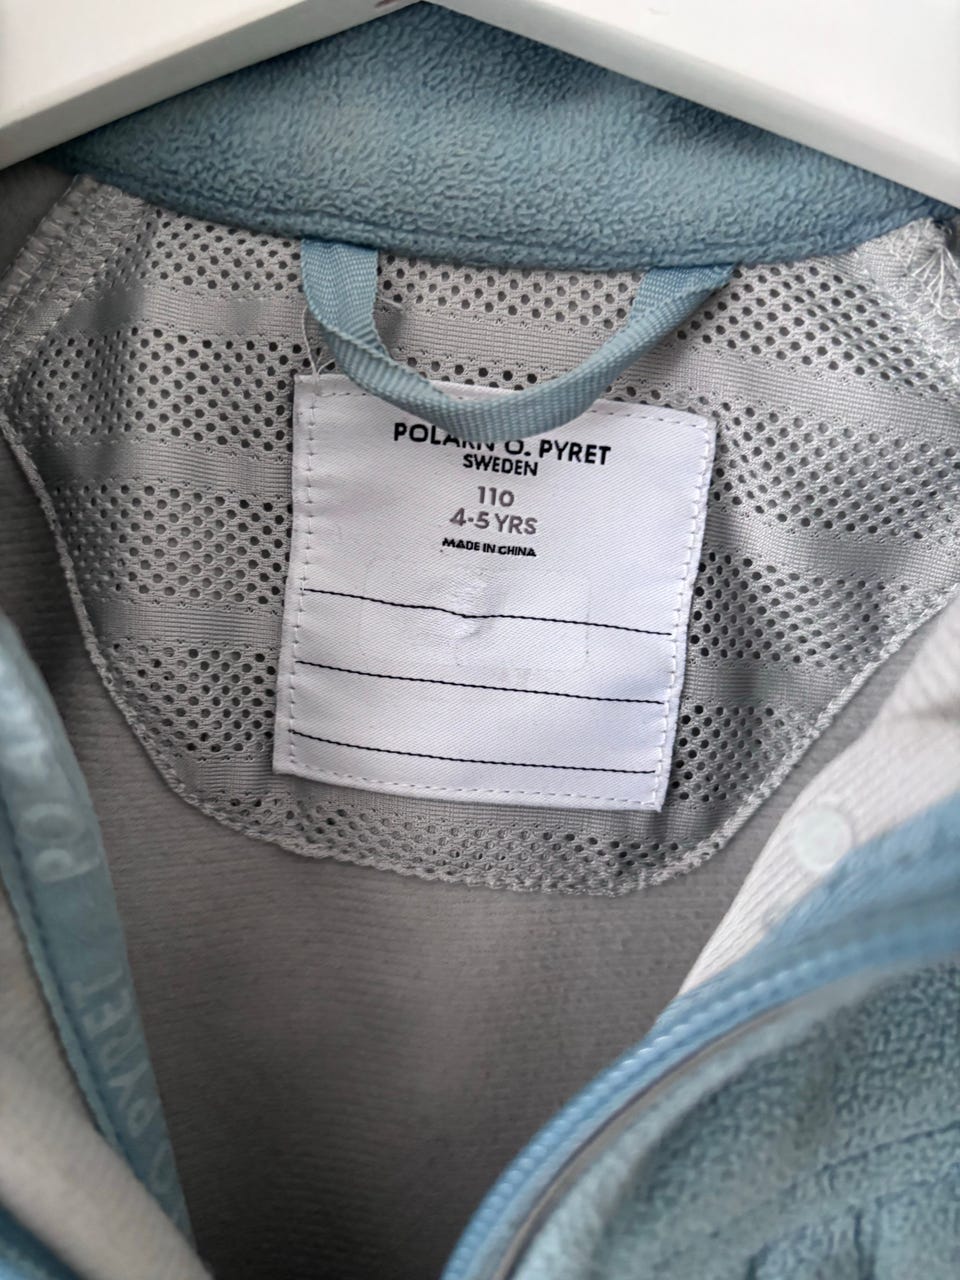 POLARN O. PYRET
SWEDEN
110
4-5 YRS
MADE IN CHINA
PO
PYRET